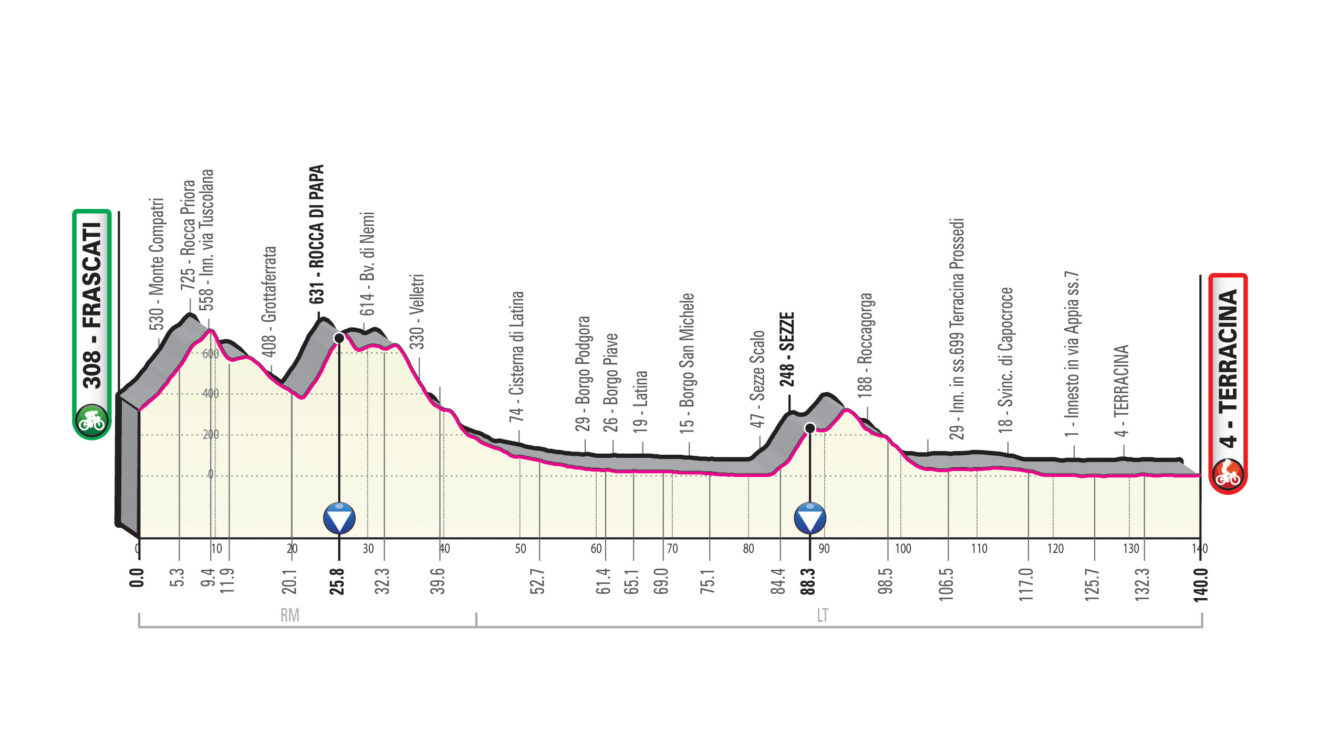 308 - FRASCATI
530 - Monte Compatri
725 - Rocca Priora
558 - Inn. via Tuscolana
408 - Grottaferrata
631 - ROCCA DI PAPA
614 - Bv. di Nemi
330 - Velletri
74 - Cisterna di Latina
29 - Borgo Podgora
26 - Borgo Piave
19 - Latina
15 - Borgo San Michele
47 - Sezze Scalo
248 - SEZZE
188 - Roccagorga
29 - Inn. in ss.699 Terracina Prossedi
18 - Svinc. di Capocroce
1 - Innesto in via Appia ss.7
4 - TERRACINA
4 - TERRACINA
600
400
200
0
0 10 20 30 40 50 60 70 80 90 100 110 120 130 140
0.0 5.3 9.4 11.9 20.1 25.8 32.3 39.6 52.7 61.4 65.1 69.0 75.1 84.4 88.3 98.5 106.5 117.0 125.7 132.3 140.0
RM LT